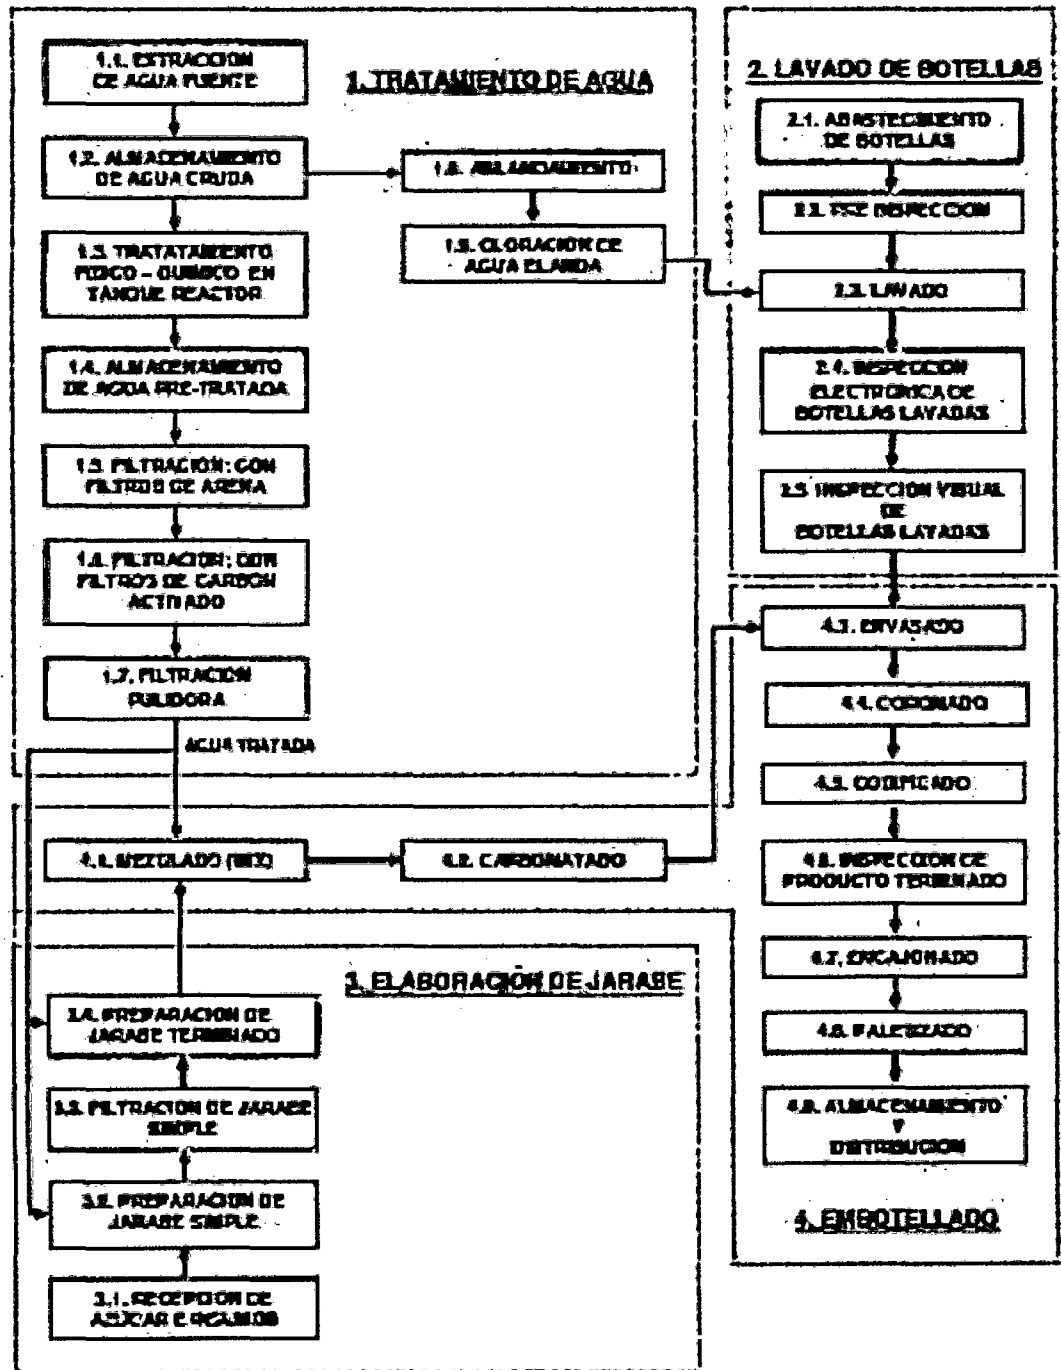 1.1. EXTRACCION
DE AGUA FUENTE
1. TRATAMIENTO DE AGUA
1.2. ALMACENAMIENTO
DE AGUA CRUDA
1.8. ABLANDAMIENTO
1.3. TRATATAMIENTO
FISICO - QUIMICO EN
TANQUE REACTOR
1.9. CLORACION DE
AGUA BLANDA
1.4. ALMACENAMIENTO
DE AGUA PRE-TRATADA
1.5. FILTRACION: CON
FILTROS DE ARENA
1.6. FILTRACION: CON
FILTROS DE CARBON
ACTIVADO
1.7. FILTRACION
PULIDORA
AGUA TRATADA
2. LAVADO DE BOTELLAS
2.1. ABASTECIMIENTO
DE BOTELLAS
2.2. PRE INSPECCION
2.3. LAVADO
2.4. INSPECCION
ELECTRONICA DE
BOTELLAS LAVADAS
2.5. INSPECCION VISUAL
DE
BOTELLAS LAVADAS
4.1. MEZCLADO (MIX)
4.2. CARBONATADO
4.3. ENVASADO
4.4. CORONADO
4.5. CODIFICADO
4.6. INSPECCION DE
PRODUCTO TERMINADO
4.7. ENCAJONADO
4.8. PALETIZADO
4.9. ALMACENAMIENTO
Y
DISTRIBUCION
4. EMBOTELLADO
3. ELABORACIÓN DE JARABE
3.4. PREPARACION DE
JARABE TERMINADO
3.3. FILTRACION DE JARABE
SIMPLE
3.2. PREPARACION DE
JARABE SIMPLE
3.1. RECEPCION DE
AZUCAR E INSUMOS